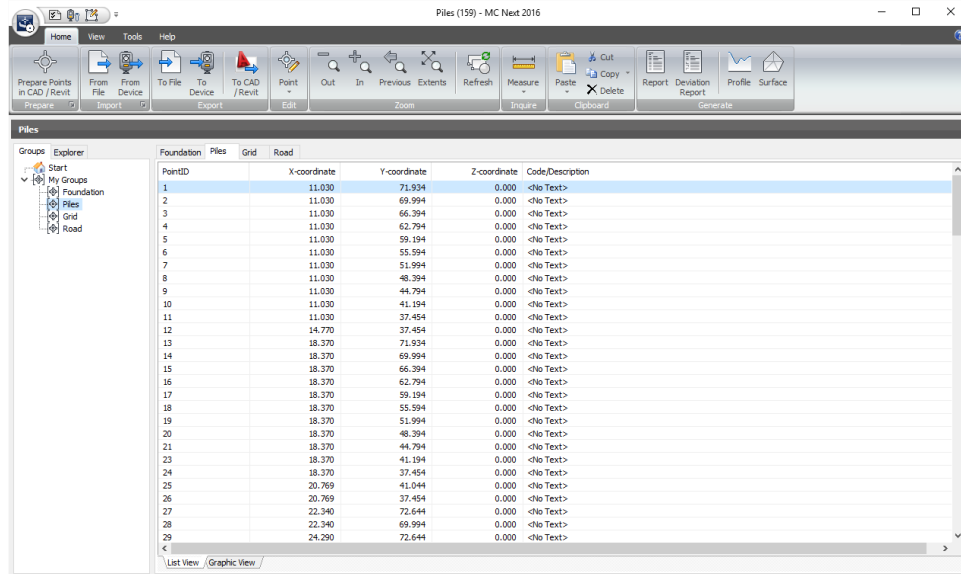 Piles (159) - MC Next 2016
Home View Tools Help
Prepare Points in CAD / Revit
From File
From Device
To File
To Device
To CAD / Revit
Point
Out
In
Previous
Extents
Refresh
Measure
Paste
Cut
Copy
Delete
Report
Deviation Report
Profile
Surface
Prepare Import Export Edit Zoom Inquire Clipboard Generate
Piles
Groups Explorer
Start
My Groups
Foundation
Piles
Grid
Road
Foundation Piles Grid Road
PointID X-coordinate Y-coordinate Z-coordinate Code/Description
1 11.030 71.934 0.000 <No Text>
2 11.030 69.994 0.000 <No Text>
3 11.030 66.394 0.000 <No Text>
4 11.030 62.794 0.000 <No Text>
5 11.030 59.194 0.000 <No Text>
6 11.030 55.594 0.000 <No Text>
7 11.030 51.994 0.000 <No Text>
8 11.030 48.394 0.000 <No Text>
9 11.030 44.794 0.000 <No Text>
10 11.030 41.194 0.000 <No Text>
11 11.030 37.454 0.000 <No Text>
12 14.770 37.454 0.000 <No Text>
13 18.370 71.934 0.000 <No Text>
14 18.370 69.994 0.000 <No Text>
15 18.370 66.394 0.000 <No Text>
16 18.370 62.794 0.000 <No Text>
17 18.370 59.194 0.000 <No Text>
18 18.370 55.594 0.000 <No Text>
19 18.370 51.994 0.000 <No Text>
20 18.370 48.394 0.000 <No Text>
21 18.370 44.794 0.000 <No Text>
23 18.370 41.194 0.000 <No Text>
24 18.370 37.454 0.000 <No Text>
25 20.769 41.044 0.000 <No Text>
26 20.769 37.454 0.000 <No Text>
27 22.340 72.644 0.000 <No Text>
28 22.340 69.994 0.000 <No Text>
29 24.290 72.644 0.000 <No Text>
List View Graphic View